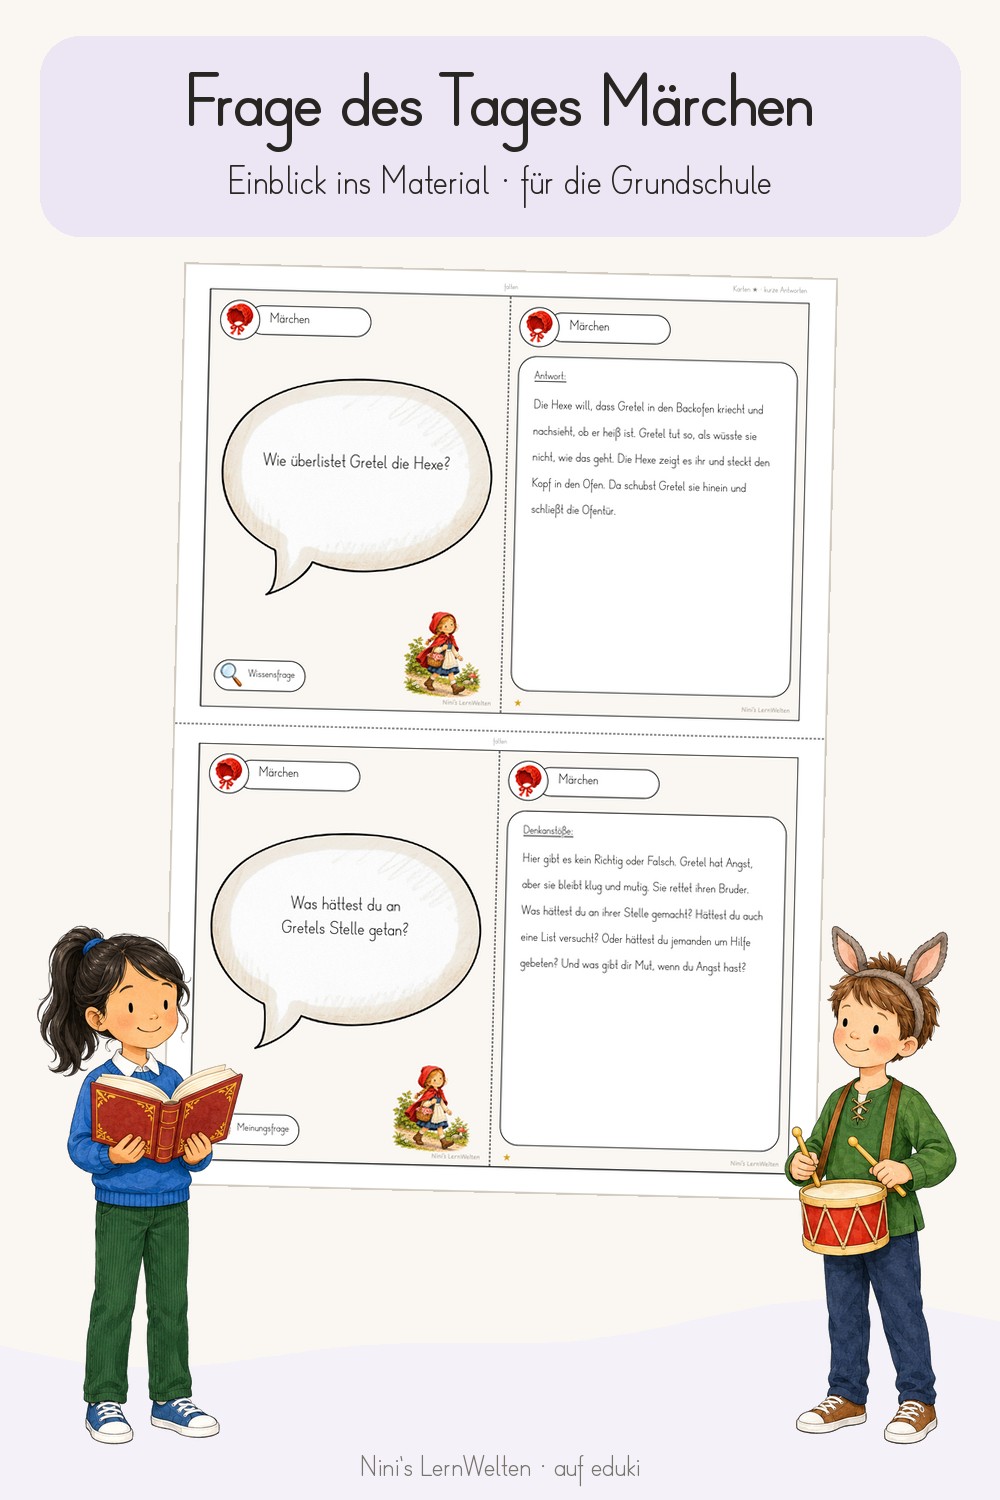 Frage des Tages Märchen
Einblick ins Material · für die Grundschule
falten
Karten ★ · kurze Antworten
Märchen
Wie überlistet Gretel die Hexe?
Wissensfrage
Nini's LernWelten
Märchen
Antwort:
Die Hexe will, dass Gretel in den Backofen kriecht und
nachsieht, ob er heiß ist. Gretel tut so, als wüsste sie
nicht, wie das geht. Die Hexe zeigt es ihr und steckt den
Kopf in den Ofen. Da schubst Gretel sie hinein und
schließt die Ofentür.
Nini's LernWelten
falten
Märchen
Was hättest du an
Gretels Stelle getan?
Meinungsfrage
Nini's LernWelten
Märchen
Denkanstöße:
Hier gibt es kein Richtig oder Falsch. Gretel hat Angst,
aber sie bleibt klug und mutig. Sie rettet ihren Bruder.
Was hättest du an ihrer Stelle gemacht? Hättest du auch
eine List versucht? Oder hättest du jemanden um Hilfe
gebeten? Und was gibt dir Mut, wenn du Angst hast?
Nini's LernWelten
Nini's LernWelten · auf eduki